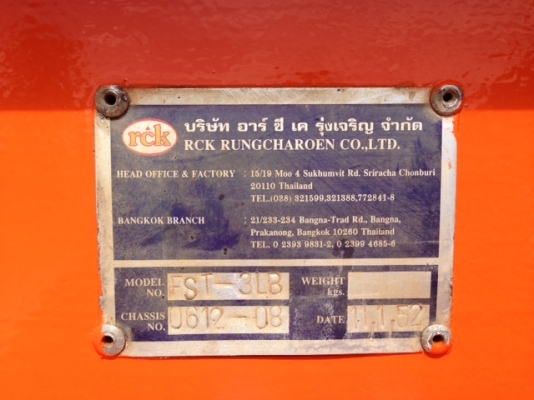 rck
บริษัท อาร์ ซี เค รุ่งเจริญ จำกัด
RCK RUNGCHAROEN CO.,LTD.
HEAD OFFICE & FACTORY : 15/19 Moo 4 Sukhumvit Rd. Sriracha Chonburi
20110 Thailand
TEL.(038) 321599,321388,772841-8
BANGKOK BRANCH : 21/233-234 Bangna-Trad Rd., Bangna,
Prakanong, Bangkok 10260 Thailand
TEL. 0 2393 9831-2, 0 2399 4685-6
MODEL NO. FST-3LB WEIGHT kgs.
CHASSIS NO. 0612-08 DATE 11.1.52